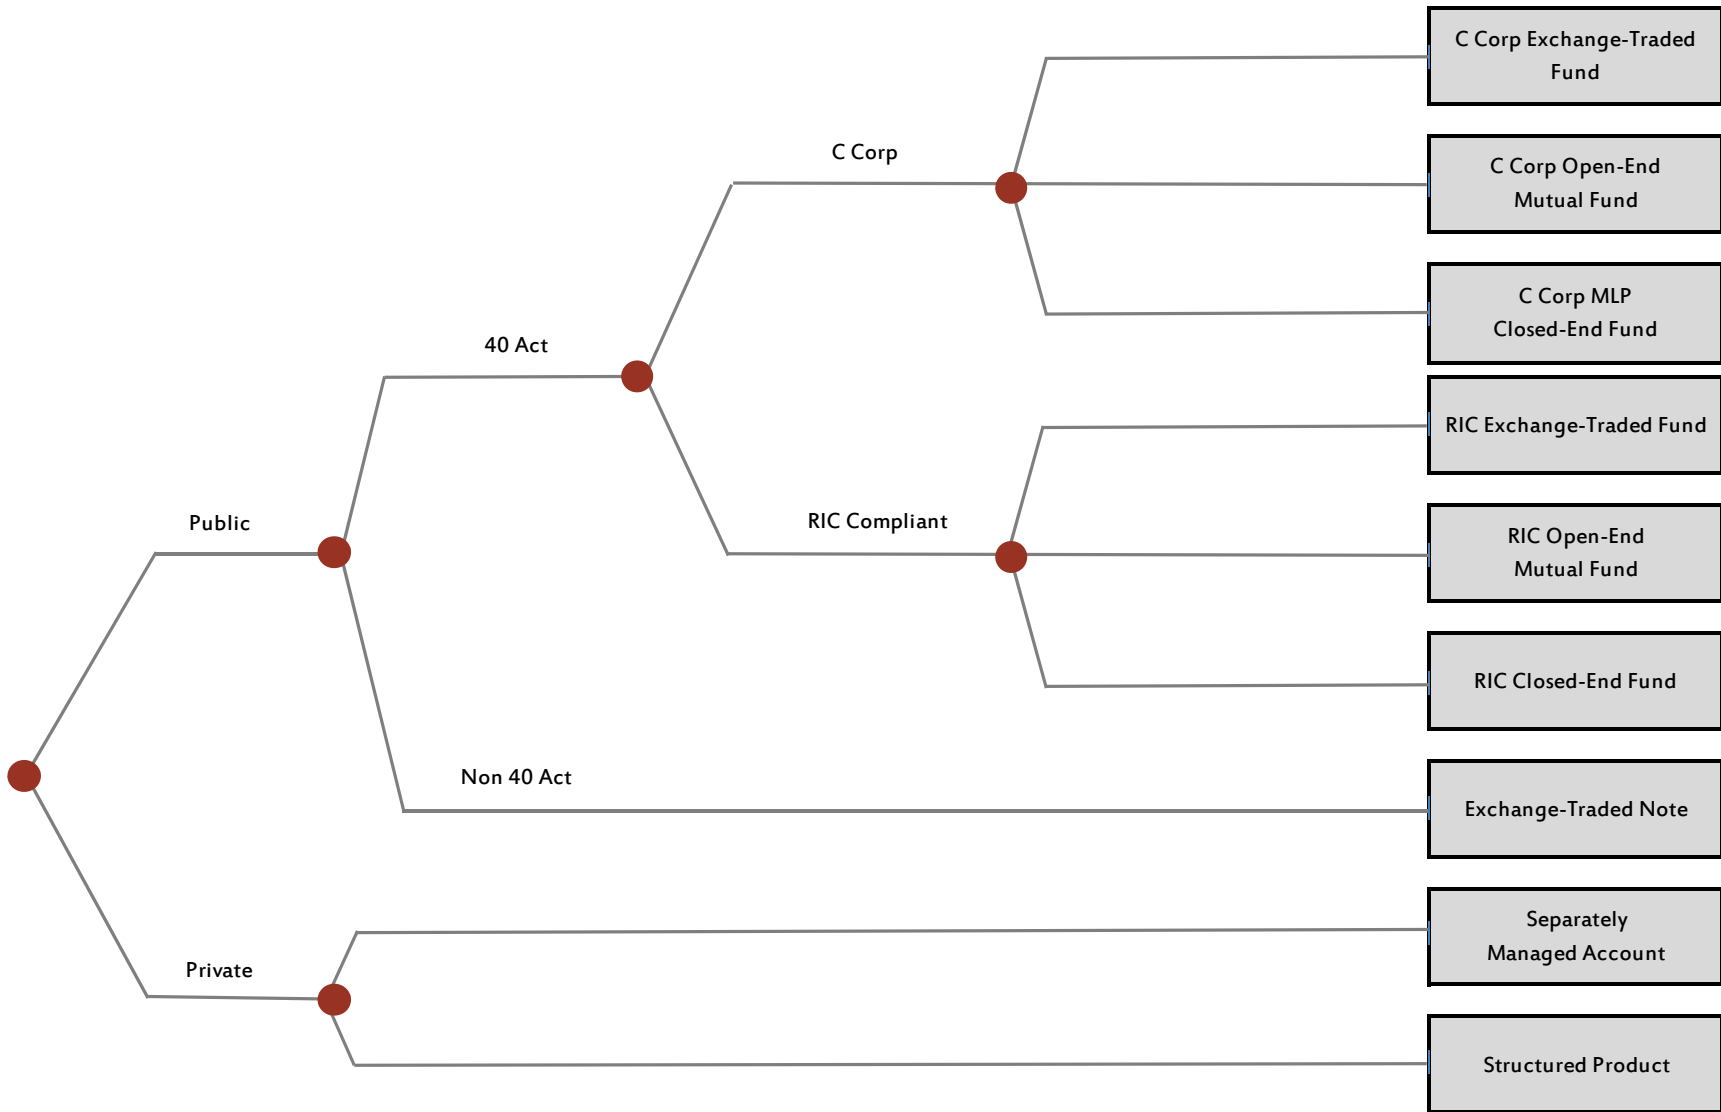 C Corp Exchange-Traded
Fund
C Corp
C Corp Open-End
Mutual Fund
C Corp MLP
Closed-End Fund
40 Act
RIC Exchange-Traded Fund
Public
RIC Compliant
RIC Open-End
Mutual Fund
RIC Closed-End Fund
Non 40 Act
Exchange-Traded Note
Separately
Managed Account
Private
Structured Product